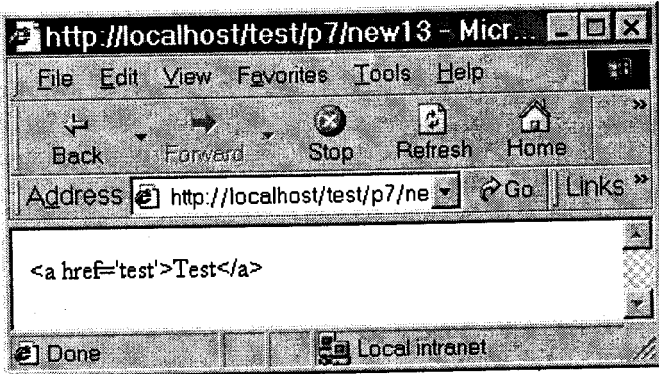 http://localhost/test/p7/new13 - Micr...
File Edit View Favorites Tools Help
Back Forward Stop Refresh Home »
Address http://localhost/test/p7/ne Go Links »
<a href='test'>Test</a>
Done Local intranet